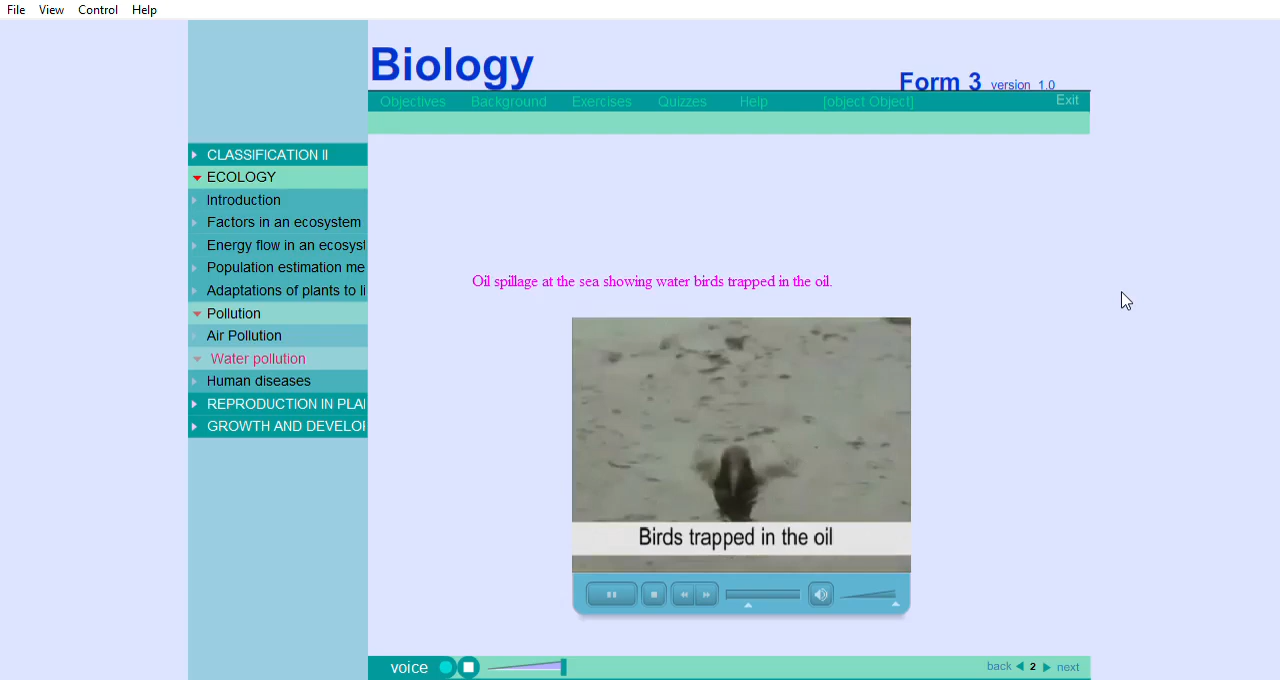 File View Control Help
Biology
Form 3 version 1.0
Objectives Background Exercises Quizzes Help [object Object] Exit
CLASSIFICATION II
ECOLOGY
Introduction
Factors in an ecosystem
Energy flow in an ecosyst
Population estimation me
Adaptations of plants to li
Pollution
Air Pollution
Water pollution
Human diseases
REPRODUCTION IN PLAI
GROWTH AND DEVELOI
Oil spillage at the sea showing water birds trapped in the oil.
Birds trapped in the oil
voice
back 2 next